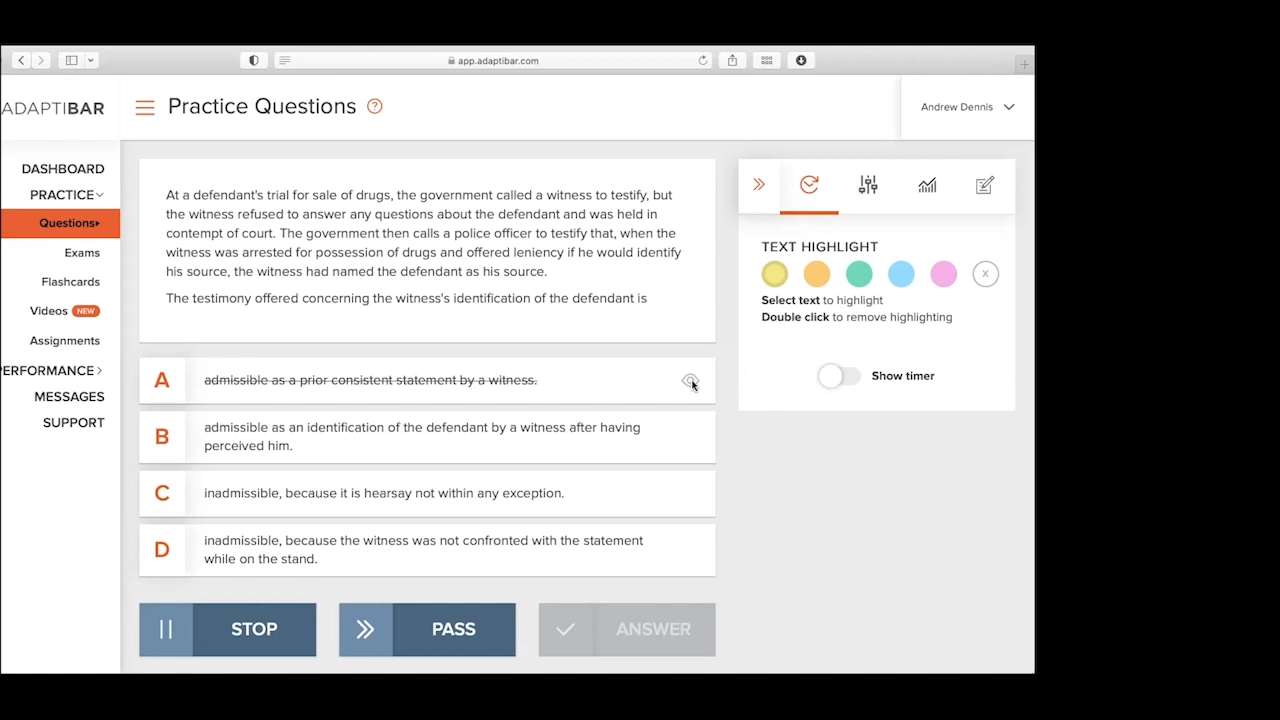 app.adaptibar.com
ADAPTIBAR
Practice Questions ?
Andrew Dennis
DASHBOARD
PRACTICE
Questions
Exams
Flashcards
Videos NEW
Assignments
PERFORMANCE
MESSAGES
SUPPORT
At a defendant's trial for sale of drugs, the government called a witness to testify, but
the witness refused to answer any questions about the defendant and was held in
contempt of court. The government then calls a police officer to testify that, when the
witness was arrested for possession of drugs and offered leniency if he would identify
his source, the witness had named the defendant as his source.
The testimony offered concerning the witness's identification of the defendant is
A admissible as a prior consistent statement by a witness.
B admissible as an identification of the defendant by a witness after having
perceived him.
C inadmissible, because it is hearsay not within any exception.
D inadmissible, because the witness was not confronted with the statement
while on the stand.
STOP
PASS
ANSWER
TEXT HIGHLIGHT
x
Select text to highlight
Double click to remove highlighting
Show timer